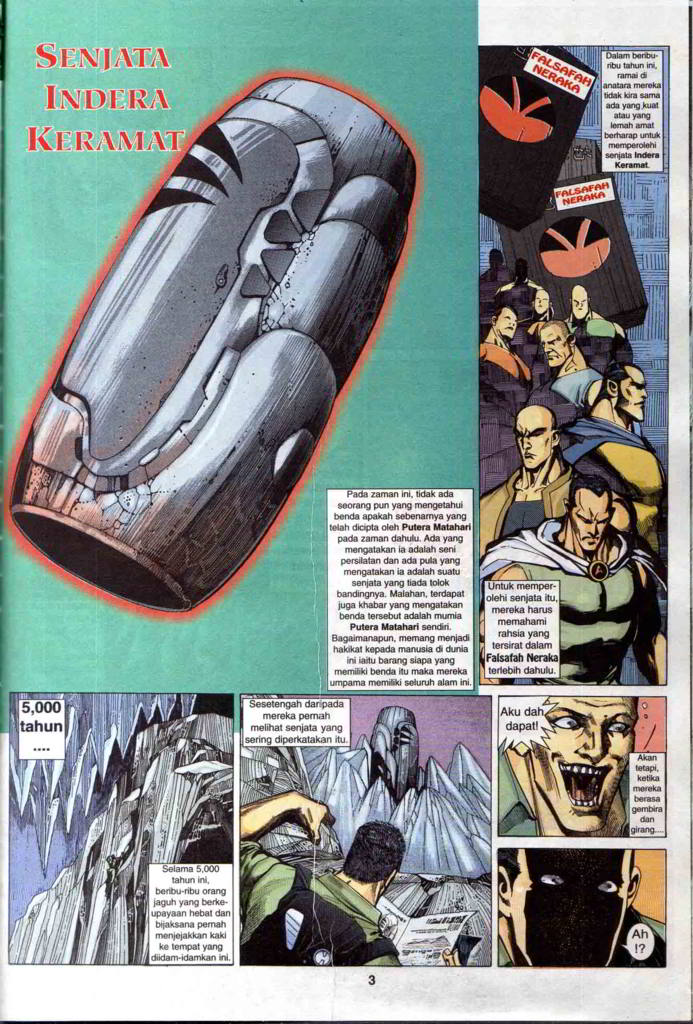 SENJATA
INDERA
KERAMAT
FALSAFAH
NERAKA
FALSAFAH
NERAKA
Dalam beribu-
ribu tahun ini,
ramai di
anatara mereka
tidak kira sama
ada yang kuat
atau yang
lemah amat
berharap untuk
memperolehi
senjata Indera
Keramat.
Pada zaman ini, tidak ada
seorang pun yang mengetahui
benda apakah sebenarnya yang
telah dicipta oleh Putera Matahari
pada zaman dahulu. Ada yang
mengatakan ia adalah seni
persilatan dan ada pula yang
mengatakan ia adalah suatu
senjata yang tiada tolok
bandingnya. Malahan, terdapat
juga khabar yang mengatakan
benda tersebut adalah mumia
Putera Matahari sendiri.
Bagaimanapun, memang menjadi
hakikat kepada manusia di dunia
ini iaitu barang siapa yang
memiliki benda itu maka mereka
umpama memiliki seluruh alam ini.
Untuk memper-
olehi senjata itu,
mereka harus
memahami
rahsia yang
tersirat dalam
Falsafah Neraka
terlebih dahulu.
5,000
tahun
....
Selama 5,000
tahun ini,
beribu-ribu orang
jaguh yang berke-
upayaan hebat dan
bijaksana pernah
menjejakkan kaki
ke tempat yang
diidam-idamkan ini.
Sesetengah daripada
mereka pernah
melihat senjata yang
sering diperkatakan itu.
Aku dah
dapat!
Akan
tetapi,
ketika
mereka
berasa
gembira
dan
girang....
Ah
!?
3